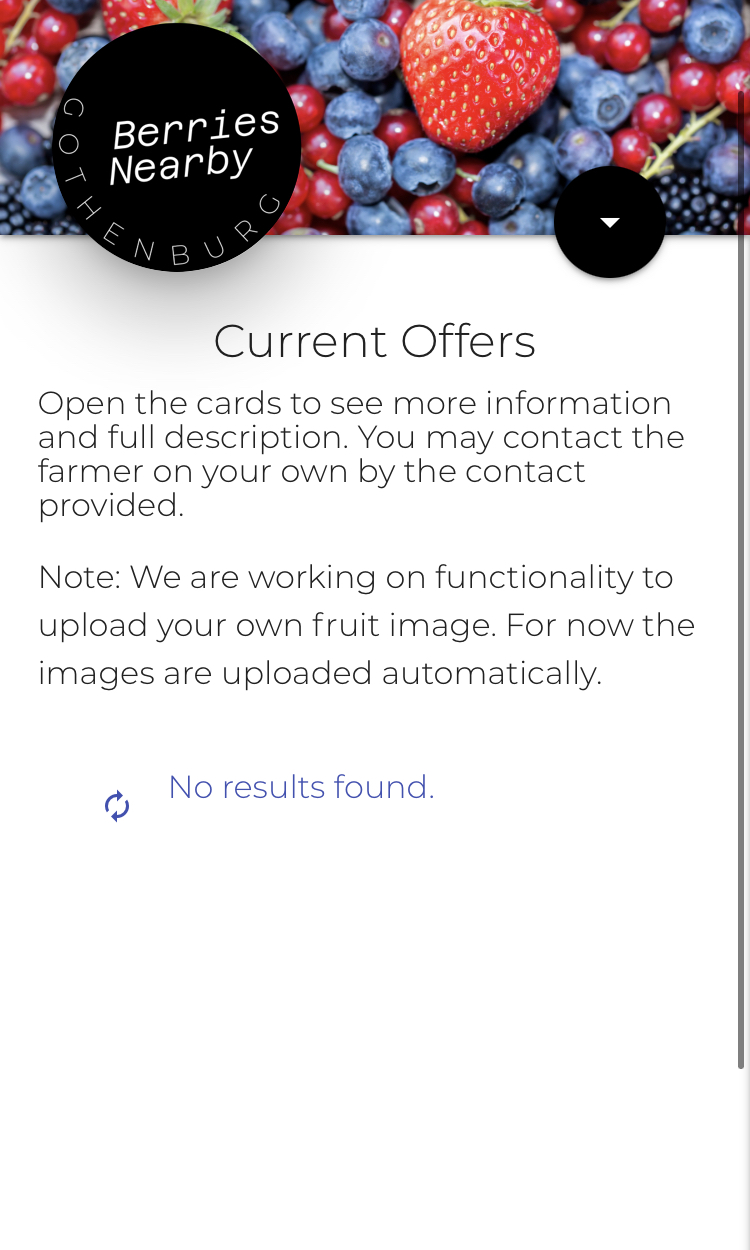 Berries
Nearby
GOTHENBURG
Current Offers
Open the cards to see more information
and full description. You may contact the
farmer on your own by the contact
provided.
Note: We are working on functionality to
upload your own fruit image. For now the
images are uploaded automatically.
No results found.